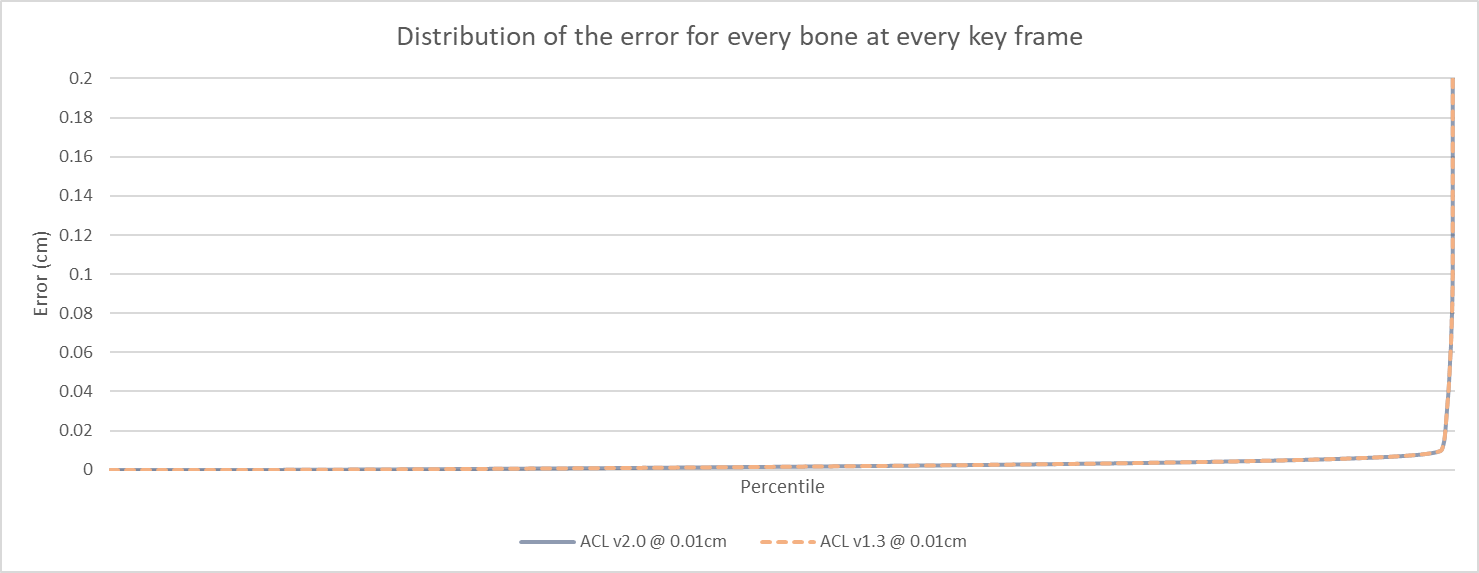 Distribution of the error for every bone at every key frame
0.2
0.18
0.16
0.14
0.12
0.1
0.08
0.06
0.04
0.02
0
Error (cm)
Percentile
ACL v2.0 @ 0.01cm
ACL v1.3 @ 0.01cm